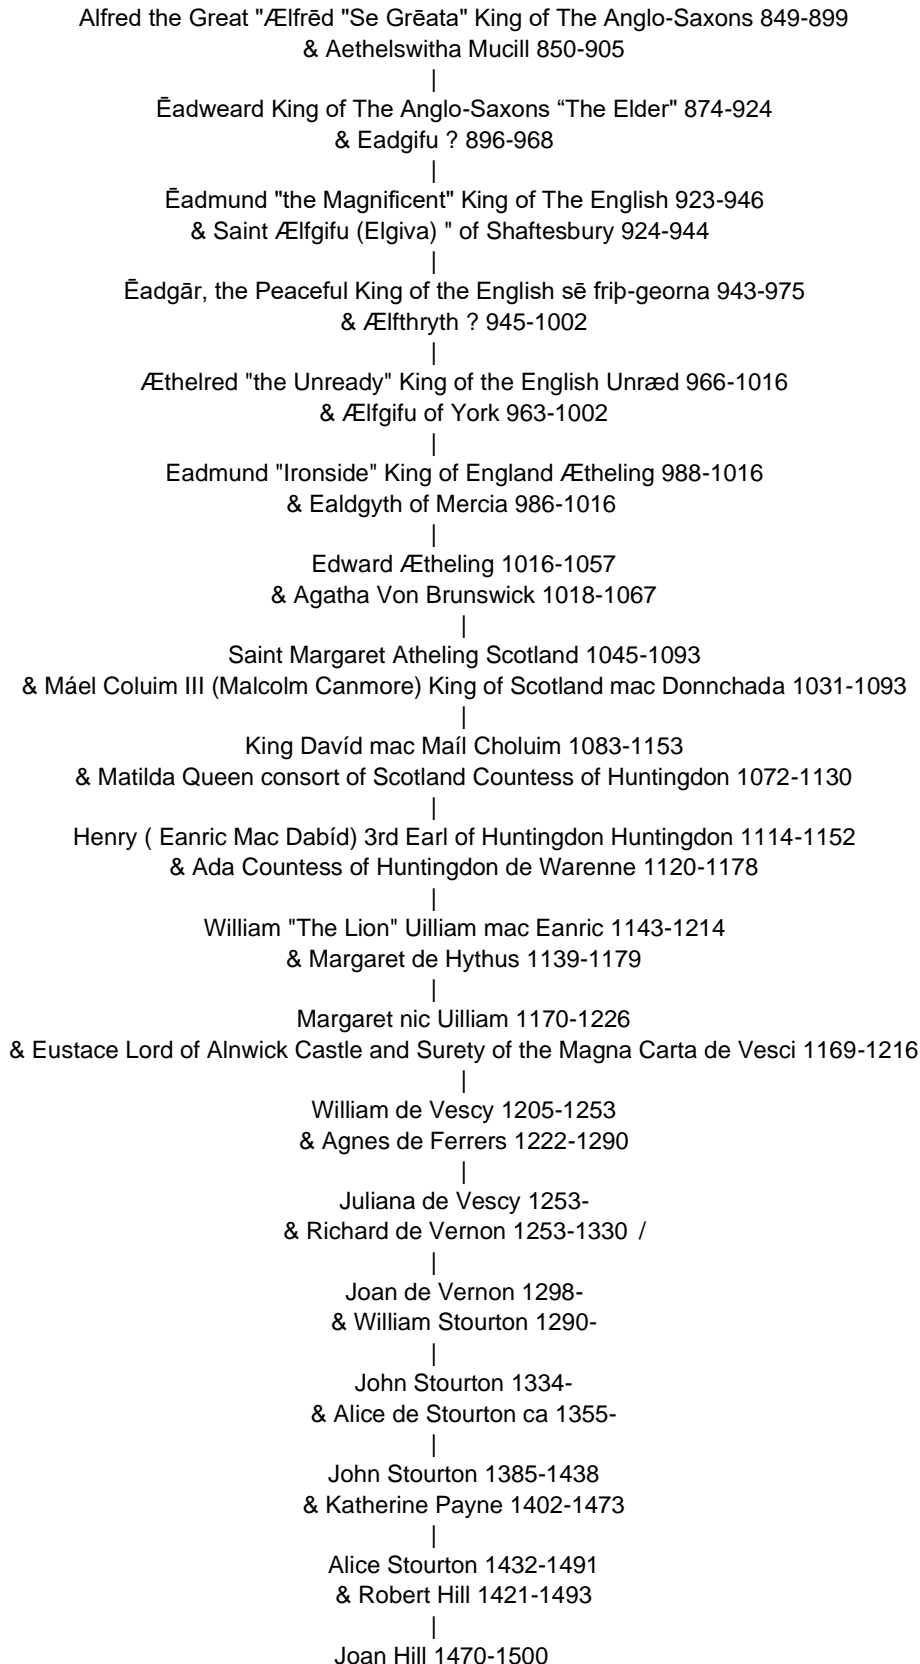 Alfred the Great "Ælfrēd "Se Grēata" King of The Anglo-Saxons 849-899
& Aethelswitha Mucill 850-905
|
Ēadweard King of The Anglo-Saxons “The Elder" 874-924
& Eadgifu ? 896-968
|
Ēadmund "the Magnificent" King of The English 923-946
& Saint Ælfgifu (Elgiva) " of Shaftesbury 924-944
|
Ēadgār, the Peaceful King of the English sē friþ-georna 943-975
& Ælfthryth ? 945-1002
|
Æthelred "the Unready" King of the English Unræd 966-1016
& Ælfgifu of York 963-1002
|
Eadmund "Ironside" King of England Ætheling 988-1016
& Ealdgyth of Mercia 986-1016
|
Edward Ætheling 1016-1057
& Agatha Von Brunswick 1018-1067
|
Saint Margaret Atheling Scotland 1045-1093
& Máel Coluim III (Malcolm Canmore) King of Scotland mac Donnchada 1031-1093
|
King Davíd mac Maíl Choluim 1083-1153
& Matilda Queen consort of Scotland Countess of Huntingdon 1072-1130
|
Henry ( Eanric Mac Dabíd) 3rd Earl of Huntingdon Huntingdon 1114-1152
& Ada Countess of Huntingdon de Warenne 1120-1178
|
William "The Lion" Uilliam mac Eanric 1143-1214
& Margaret de Hythus 1139-1179
|
Margaret nic Uilliam 1170-1226
& Eustace Lord of Alnwick Castle and Surety of the Magna Carta de Vesci 1169-1216
|
William de Vescy 1205-1253
& Agnes de Ferrers 1222-1290
|
Juliana de Vescy 1253-
& Richard de Vernon 1253-1330 /
|
Joan de Vernon 1298-
& William Stourton 1290-
|
John Stourton 1334-
& Alice de Stourton ca 1355-
|
John Stourton 1385-1438
& Katherine Payne 1402-1473
|
Alice Stourton 1432-1491
& Robert Hill 1421-1493
|
Joan Hill 1470-1500